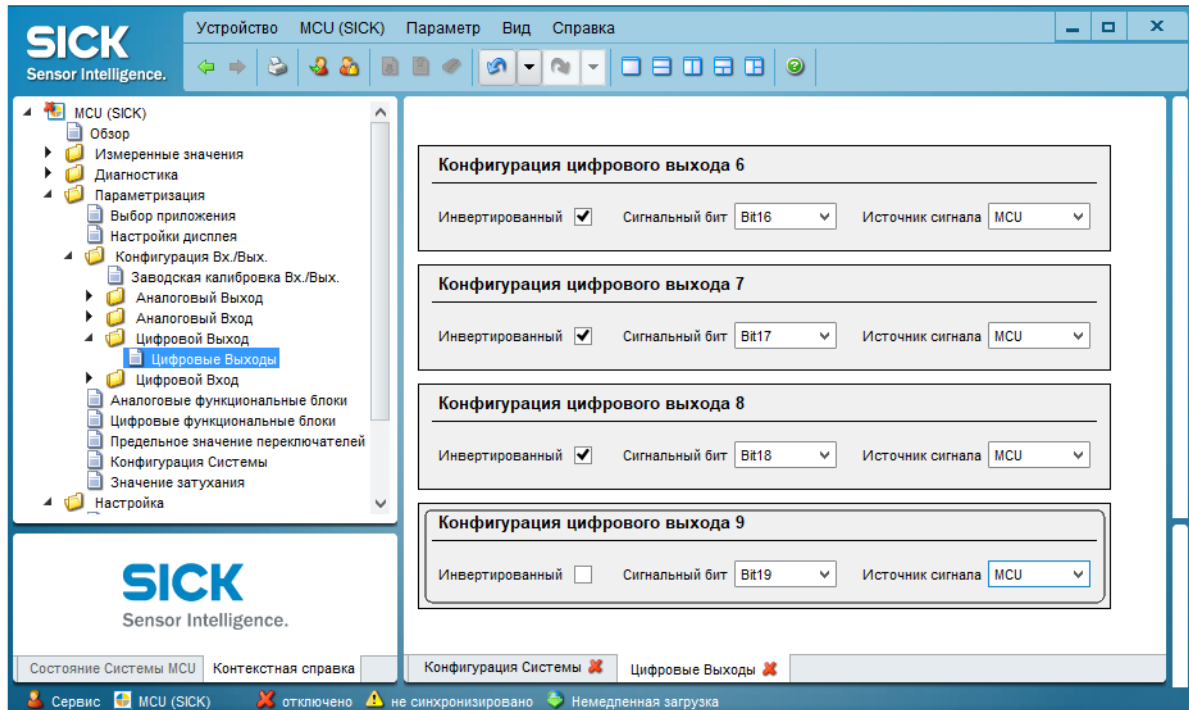 SICK
Sensor Intelligence.
Устройство MCU (SICK) Параметр Вид Справка
MCU (SICK)
Обзор
Измеренные значения
Диагностика
Параметризация
Выбор приложения
Настройки дисплея
Конфигурация Вх./Вых.
Заводская калибровка Вх./Вых.
Аналоговый Выход
Аналоговый Вход
Цифровой Выход
Цифровые Выходы
Цифровой Вход
Аналоговые функциональные блоки
Цифровые функциональные блоки
Предельное значение переключателей
Конфигурация Системы
Значение затухания
Настройка
SICK
Sensor Intelligence.
Состояние Системы MCU Контекстная справка
Конфигурация цифрового выхода 6
Инвертированный Сигнальный бит Bit16 Источник сигнала MCU
Конфигурация цифрового выхода 7
Инвертированный Сигнальный бит Bit17 Источник сигнала MCU
Конфигурация цифрового выхода 8
Инвертированный Сигнальный бит Bit18 Источник сигнала MCU
Конфигурация цифрового выхода 9
Инвертированный Сигнальный бит Bit19 Источник сигнала MCU
Конфигурация Системы Цифровые Выходы
Сервис MCU (SICK) отключено не синхронизировано Немедленная загрузка